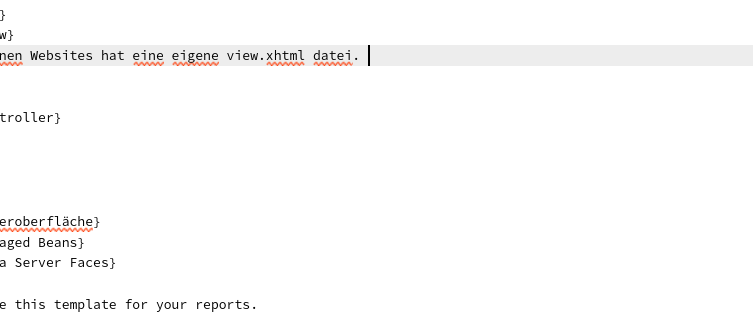 }
w}
nen Websites hat eine eigene view.xhtml datei.
troller}
eroberfläche}
aged Beans}
a Server Faces}
e this template for your reports.